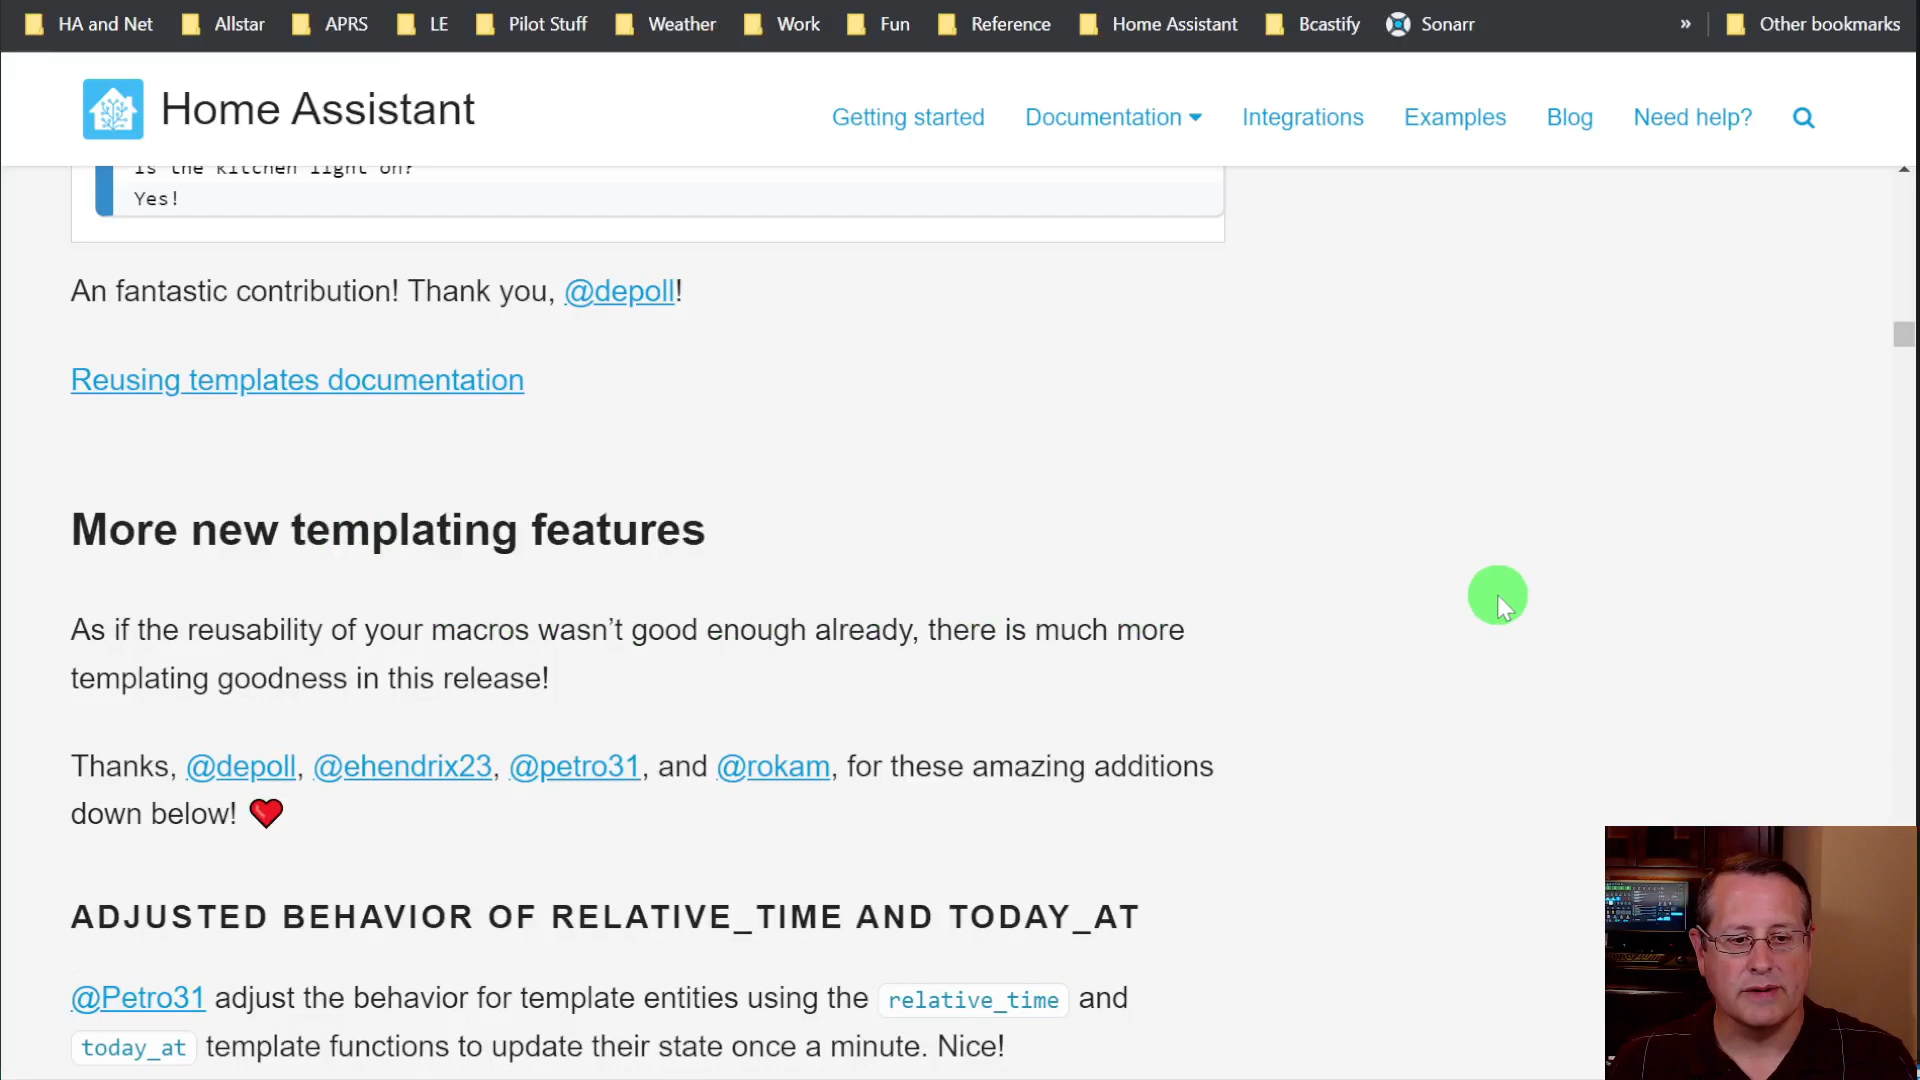 HA and Net Allstar APRS LE Pilot Stuff Weather Work Fun Reference Home Assistant Bcastify Sonarr » Other bookmarks
Home Assistant
Getting started Documentation Integrations Examples Blog Need help?
Is the kitchen light on?
Yes!
An fantastic contribution! Thank you, @depoll!
Reusing templates documentation
More new templating features
As if the reusability of your macros wasn’t good enough already, there is much more
templating goodness in this release!
Thanks, @depoll, @ehendrix23, @petro31, and @rokam, for these amazing additions
down below! ❤️
ADJUSTED BEHAVIOR OF RELATIVE_TIME AND TODAY_AT
@Petro31 adjust the behavior for template entities using the relative_time and
today_at template functions to update their state once a minute. Nice!